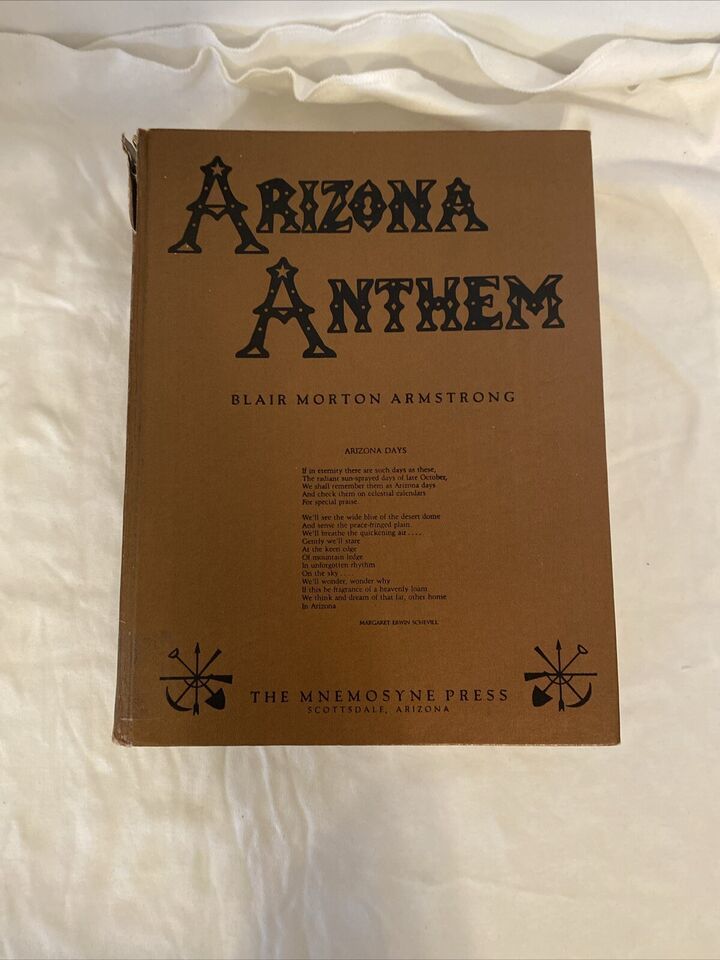 ARIZONA
ANTHEM
BLAIR MORTON ARMSTRONG
ARIZONA DAYS
If in eternity there are such days as these,
The radiant sun-sprayed days of late October,
We shall remember them as Arizona days
And check them on celestial calendars
For special praise.
We'll see the wide blue of the desert dome
And sense the peace-fringed plain.
We'll breathe the quickening air . . . .
Gently we'll stare
At the keen edge
Of mountain ledge
In unforgotten rhythm
On the sky . . . .
We'll wonder, wonder why
If this be fragrance of a heavenly loam
We think and dream of that far, other home
In Arizona
MARGARET ERWIN SCHEVILL
THE MNEMOSYNE PRESS
SCOTTSDALE, ARIZONA